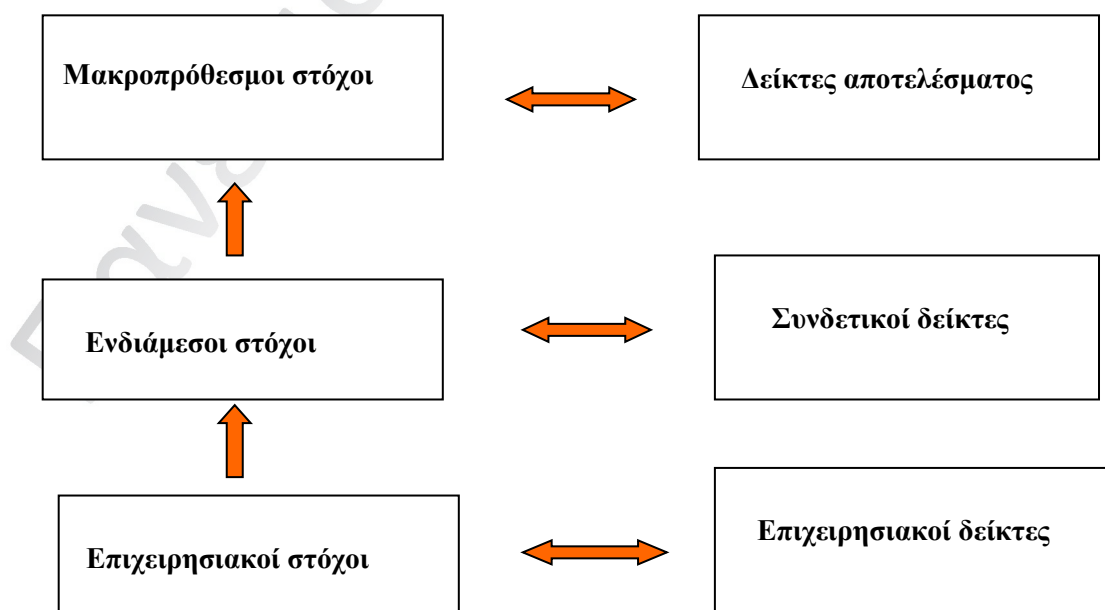 Μακροπρόθεσμοι στόχοι
Δείκτες αποτελέσματος
Ενδιάμεσοι στόχοι
Συνδετικοί δείκτες
Επιχειρησιακοί στόχοι
Επιχειρησιακοί δείκτες